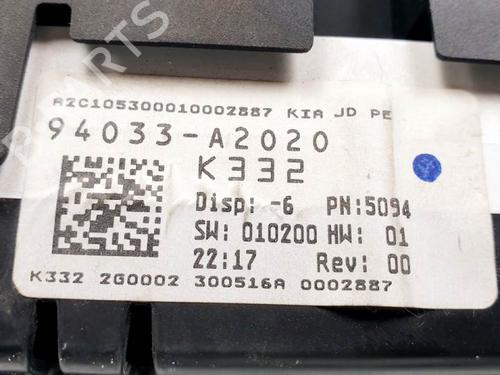 A2C105300010002887 KIA JD PE
94033-A2020
K332
Disp: -6 PN:5094
SW: 010200 HW: 01
22:17 Rev: 00
K332 2G0002 300516A 0002887